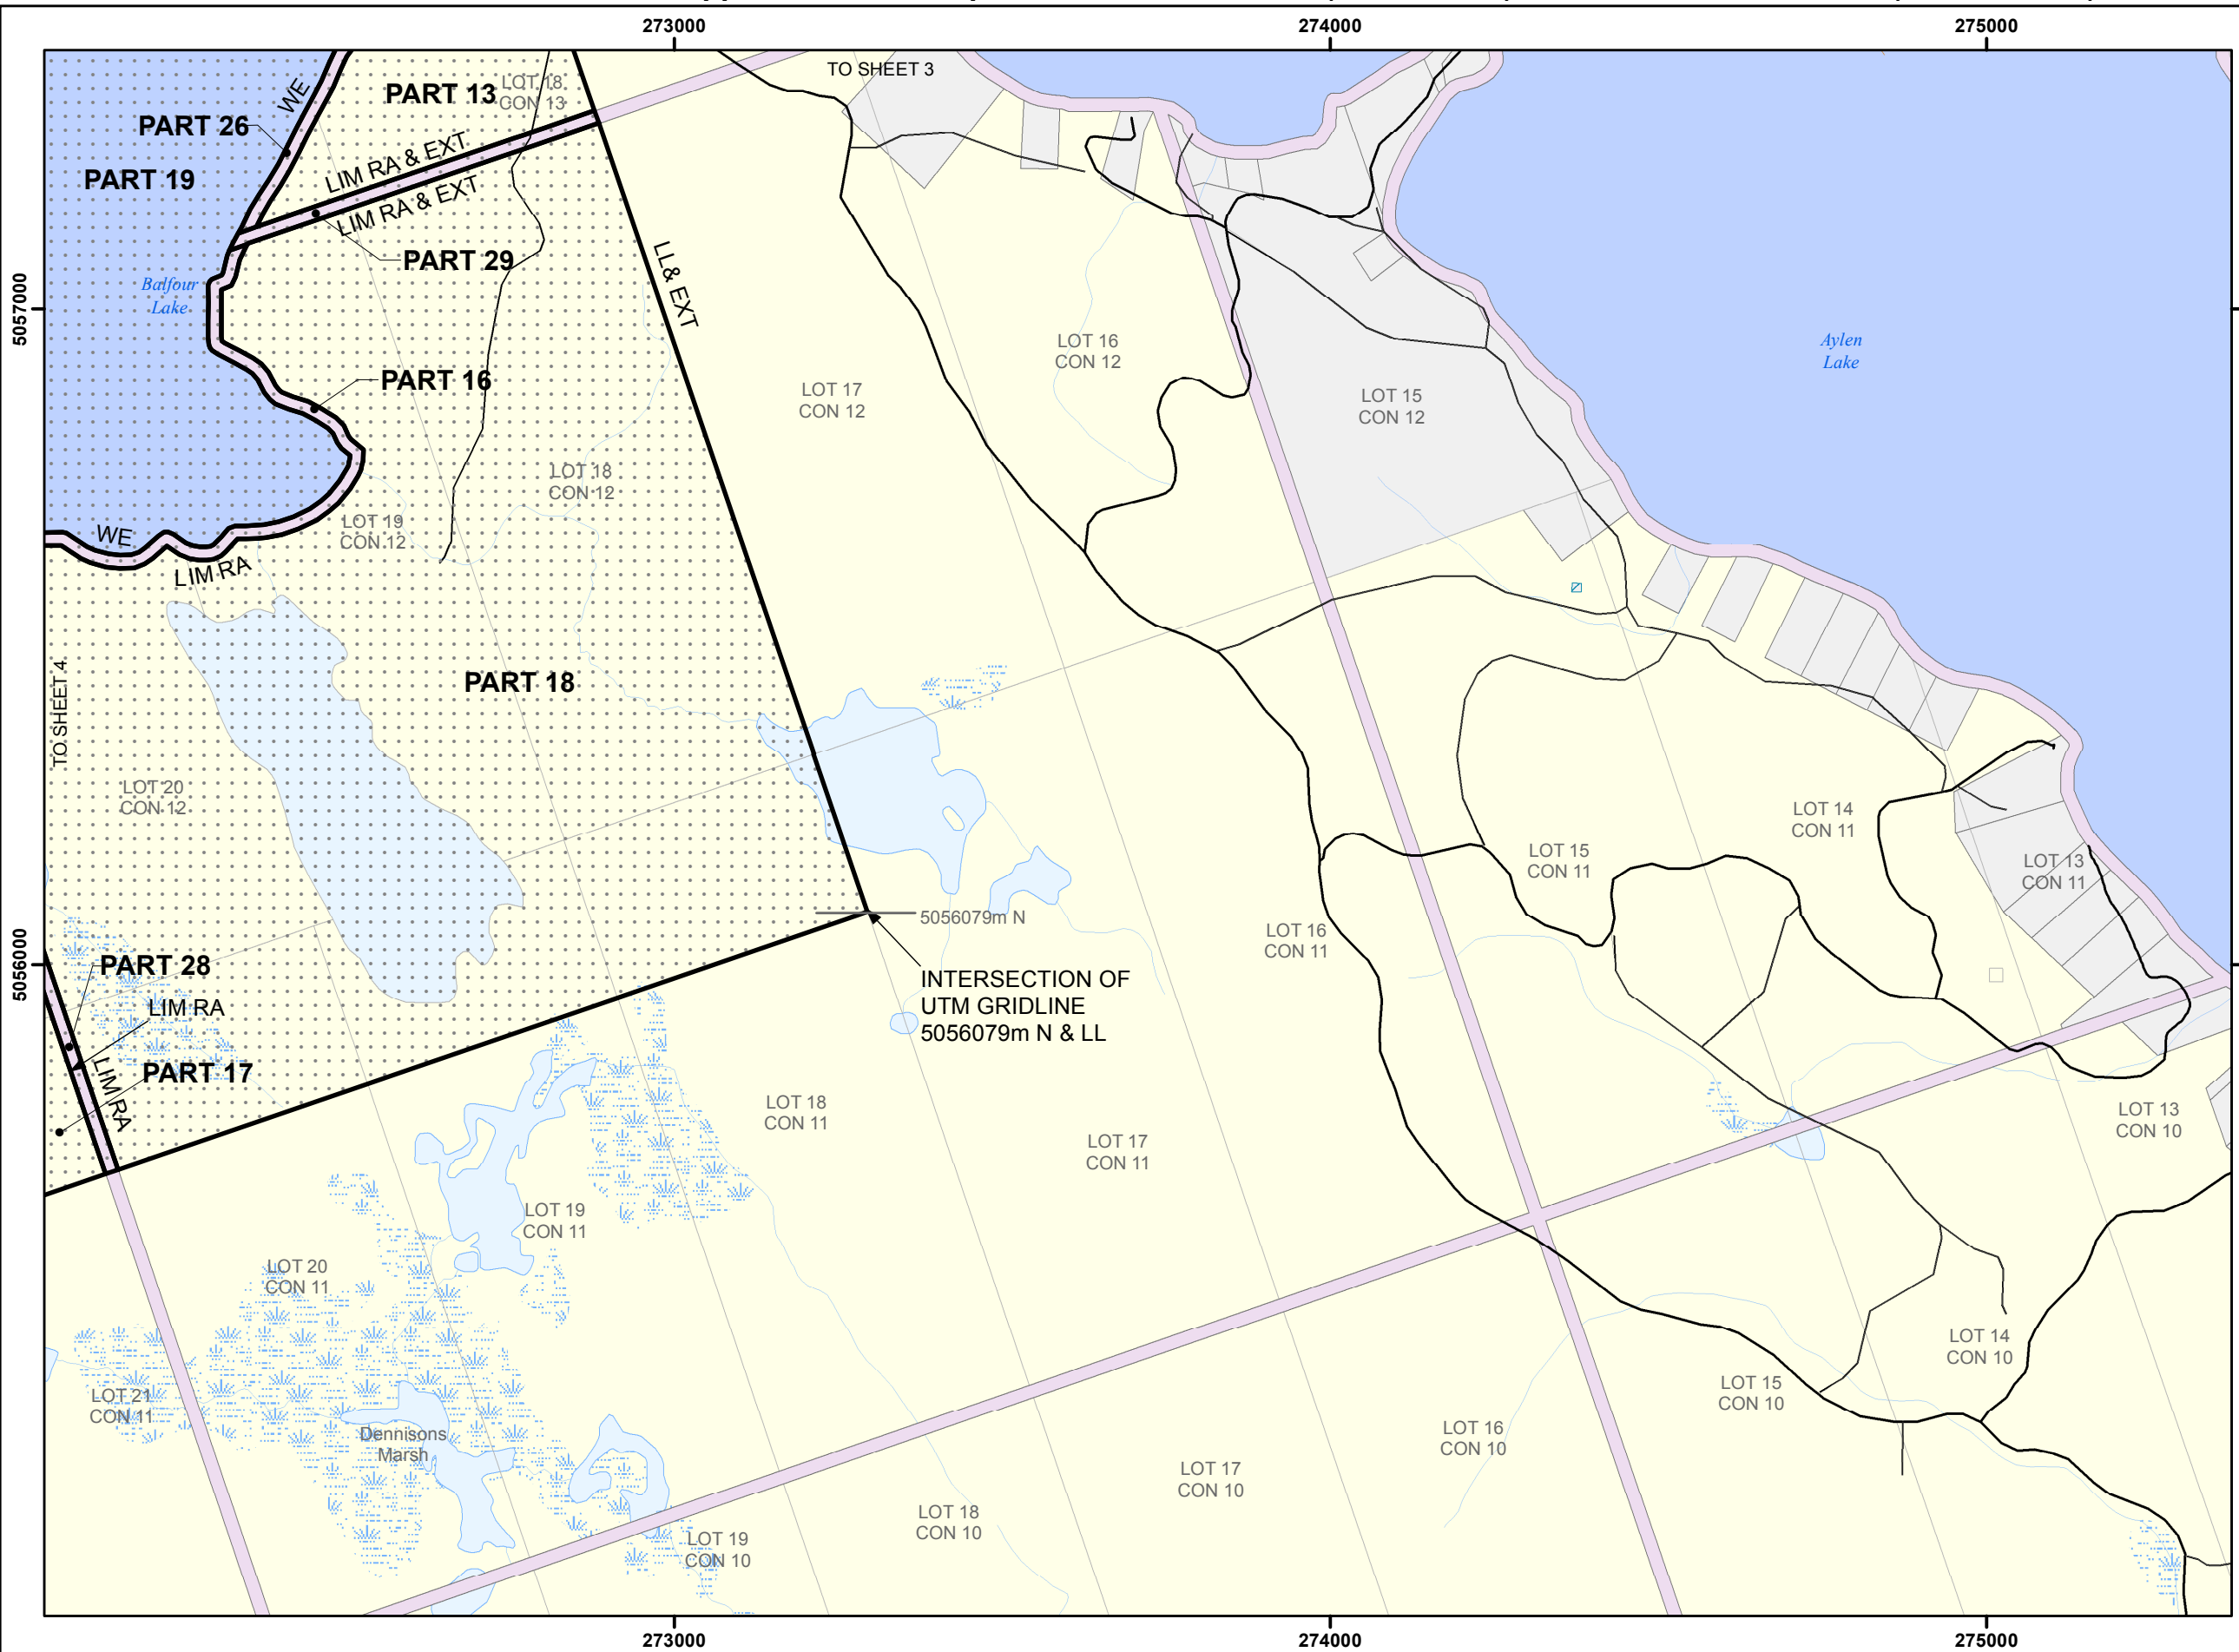 273000
274000
275000
TO SHEET 3
WE
PART 13
LOT 18
CON 13
PART 26
LIM RA & EXT
PART 19
LIM RA & EXT
PART 29
LL& EXT
Balfour
Lake
5057000
Aylen
Lake
LOT 16
CON 12
PART 16
LOT 17
CON 12
LOT 15
CON 12
LOT 18
CON 12
LOT 19
CON 12
WE
LIM RA
TO SHEET 4
PART 18
LOT 20
CON 12
LOT 14
CON 11
LOT 15
CON 11
LOT 13
CON 11
5056079m N
LOT 16
CON 11
5056000
PART 28
INTERSECTION OF
UTM GRIDLINE
5056079m N & LL
LIM RA
PART 17
LIM RA
LOT 18
CON 11
LOT 17
CON 11
LOT 13
CON 10
LOT 19
CON 11
LOT 20
CON 11
LOT 14
CON 10
LOT 15
CON 10
LOT 21
CON 11
Dennisons
Marsh
LOT 16
CON 10
LOT 17
CON 10
LOT 18
CON 10
LOT 19
CON 10
273000
274000
275000